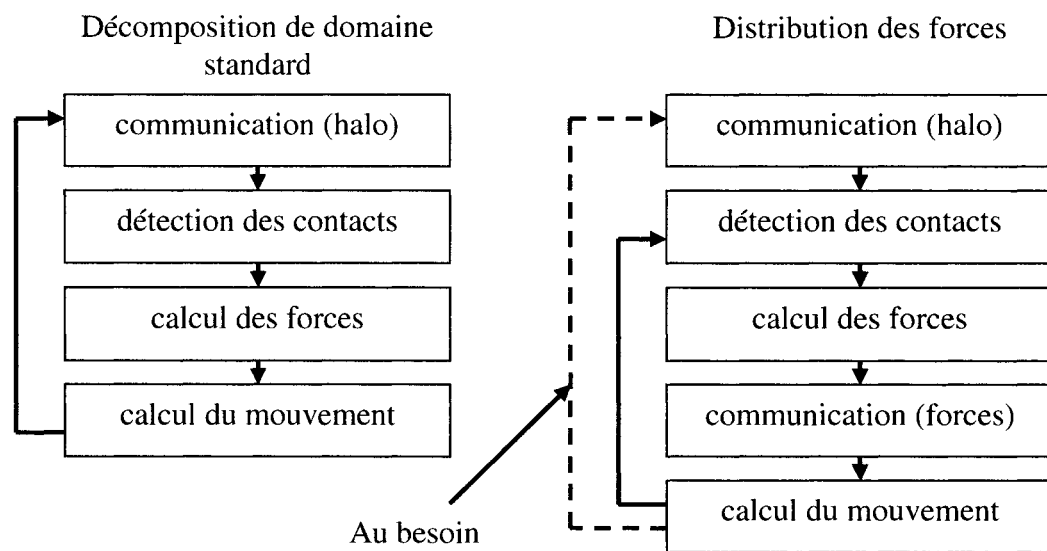 Décomposition de domaine
standard
communication (halo)
détection des contacts
calcul des forces
calcul du mouvement
Distribution des forces
communication (halo)
détection des contacts
calcul des forces
communication (forces)
calcul du mouvement
Au besoin